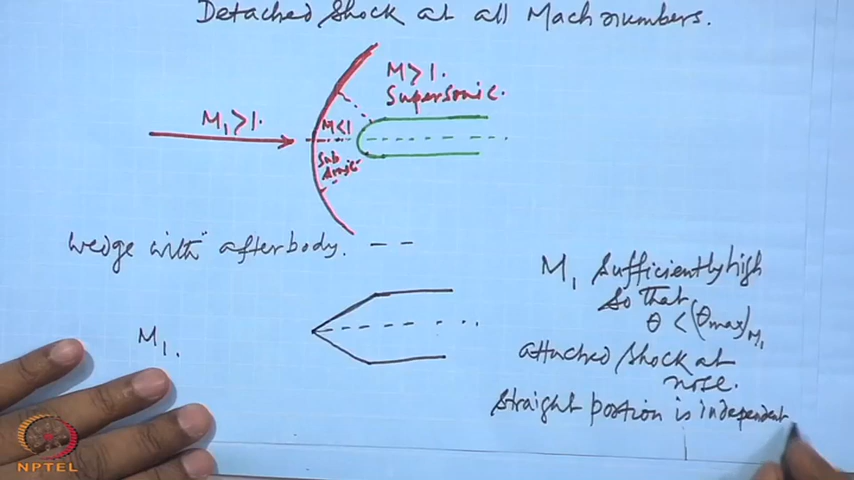 Detached Shock at all Mach numbers.
M > 1.
Supersonic.
M₁ > 1.
M < 1
Sub
sonic
wedge with afterbody. – –
M₁ sufficiently high
so that
θ < (θmax)M₁
attached shock at
nose.
straight portion is independent
M₁.
NPTEL